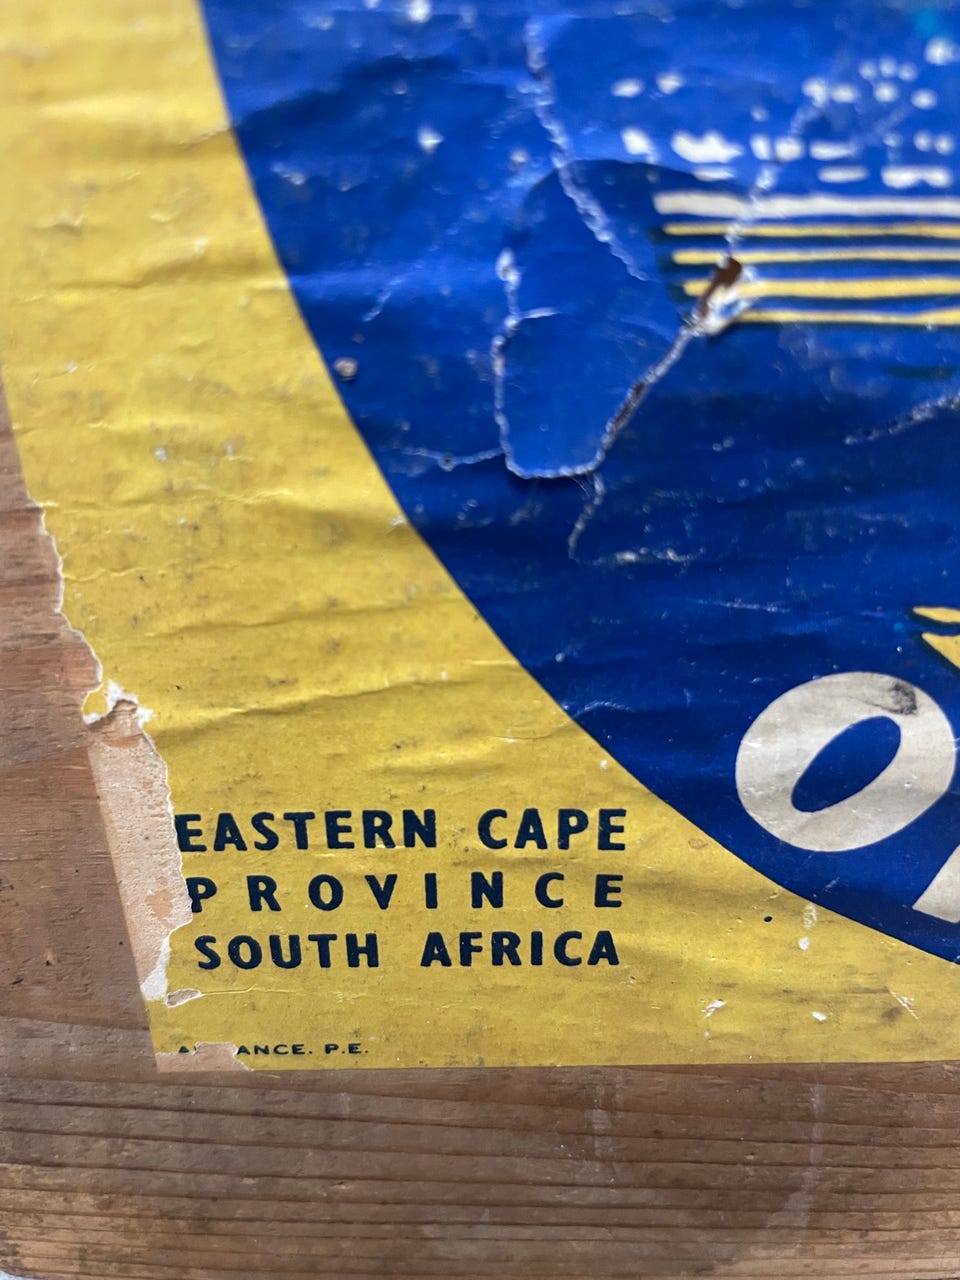 O
EASTERN CAPE
PROVINCE
SOUTH AFRICA
P.E.